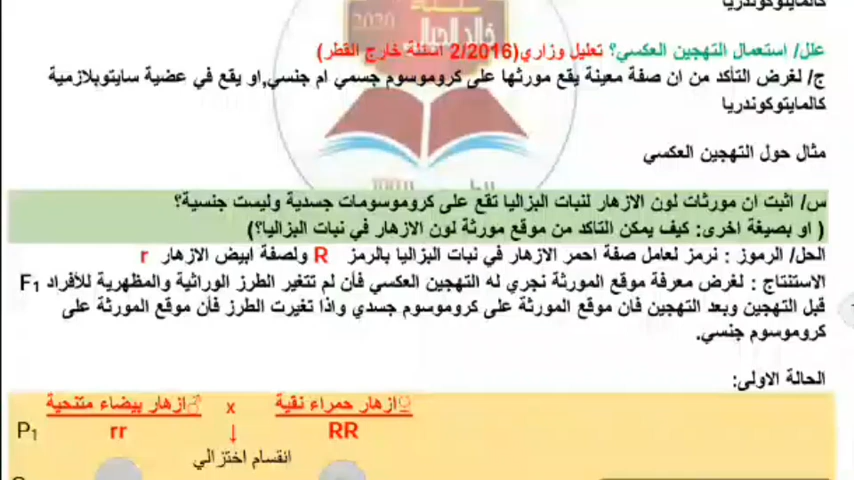 كالمايتوكوندريا
2020
خالد الحيالي
علل/ استعمال التهجين العكسي؟ تعليل وزاري(2/2016 اسئلة خارج القطر)
ج/ لغرض التأكد من ان صفة معينة يقع مورثها على كروموسوم جسمي ام جنسي,او يقع في عضية سايتوبلازمية
كالمايتوكوندريا
مثال حول التهجين العكسي
س/ اثبت ان مورثات لون الازهار لنبات البزاليا تقع على كروموسومات جسدية وليست جنسية؟
( او بصيغة اخرى: كيف يمكن التاكد من موقع مورثة لون الازهار في نبات البزاليا؟)
الحل/ الرموز : نرمز لعامل صفة احمر الازهار في نبات البزاليا بالرمز R ولصفة ابيض الازهار r
الاستنتاج : لغرض معرفة موقع المورثة نجري له التهجين العكسي فأن لم تتغير الطرز الوراثية والمظهرية للأفراد F1
قبل التهجين وبعد التهجين فان موقع المورثة على كروموسوم جسدي واذا تغيرت الطرز فأن موقع المورثة على
كروموسوم جنسي.
الحالة الاولى:
♀ازهار حمراء نقية x ♂ازهار بيضاء متنحية
P1 rr ↓ RR
انقسام اختزالي